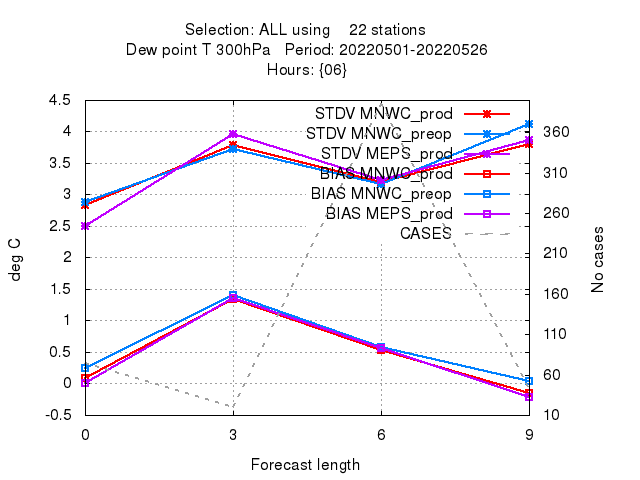 Selection: ALL using 22 stations
Dew point T 300hPa Period: 20220501-20220526
Hours: {06}
4.5
4
3.5
3
2.5
2
1.5
1
0.5
0
-0.5
deg C
STDV MNWC_prod
STDV MNWC_preop
STDV MEPS_prod
BIAS MNWC_prod
BIAS MNWC_preop
BIAS MEPS_prod
CASES
360
310
260
210
160
110
60
10
No cases
0 3 6 9
Forecast length